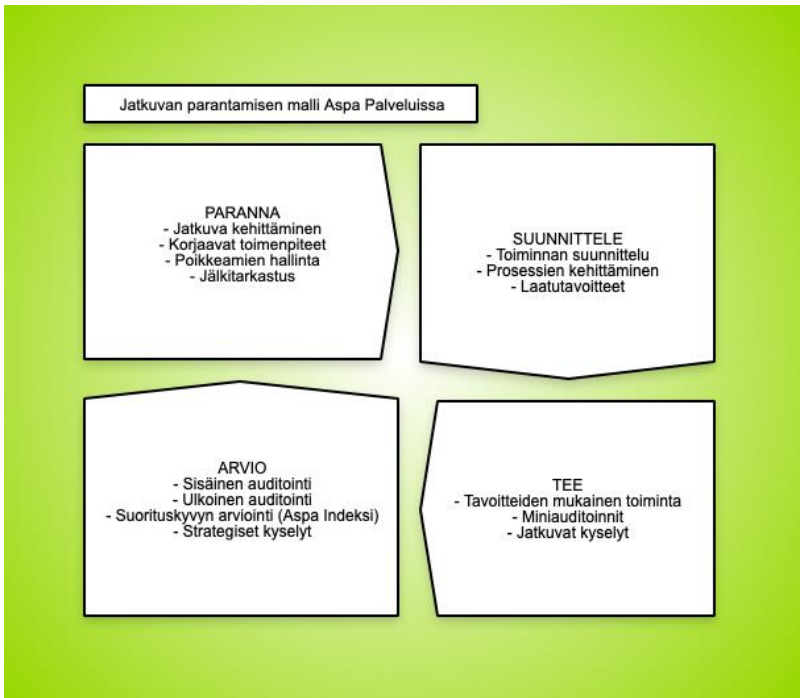 Jatkuvan parantamisen malli Aspa Palveluissa
PARANNA
- Jatkuva kehittäminen
- Korjaavat toimenpiteet
- Poikkeamien hallinta
- Jälkitarkastus
SUUNNITTELE
- Toiminnan suunnittelu
- Prosessien kehittäminen
- Laatutavoitteet
ARVIO
- Sisäinen auditointi
- Ulkoinen auditointi
- Suorituskyvyn arviointi (Aspa Indeksi)
- Strategiset kyselyt
TEE
- Tavoitteiden mukainen toiminta
- Miniauditoinnit
- Jatkuvat kyselyt